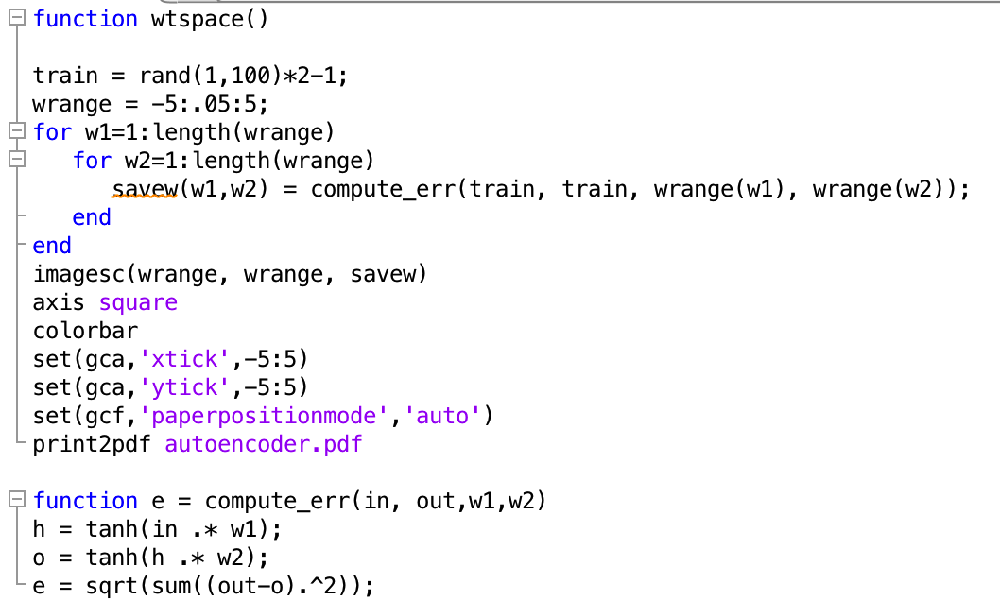 function wtspace()
train = rand(1,100)*2-1;
wrange = -5:.05:5;
for w1=1:length(wrange)
for w2=1:length(wrange)
savew(w1,w2) = compute_err(train, train, wrange(w1), wrange(w2));
end
end
imagesc(wrange, wrange, savew)
axis square
colorbar
set(gca,'xtick',-5:5)
set(gca,'ytick',-5:5)
set(gcf,'paperpositionmode','auto')
print2pdf autoencoder.pdf
function e = compute_err(in, out,w1,w2)
h = tanh(in .* w1);
o = tanh(h .* w2);
e = sqrt(sum((out-o).^2));